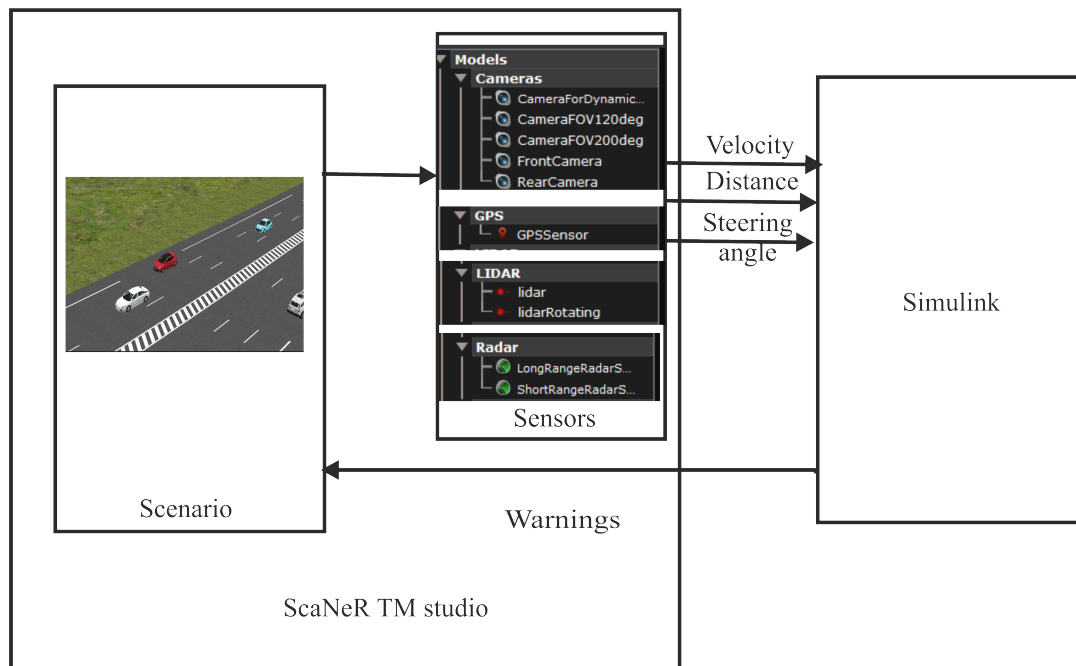 Models
Cameras
CameraForDynamic...
CameraFOV120deg
CameraFOV200deg
FrontCamera
RearCamera
GPS
GPSSensor
LIDAR
lidar
lidarRotating
Radar
LongRangeRadarS...
ShortRangeRadarS...
Sensors
Velocity
Distance
Steering
angle
Simulink
Scenario
Warnings
ScaNeR TM studio